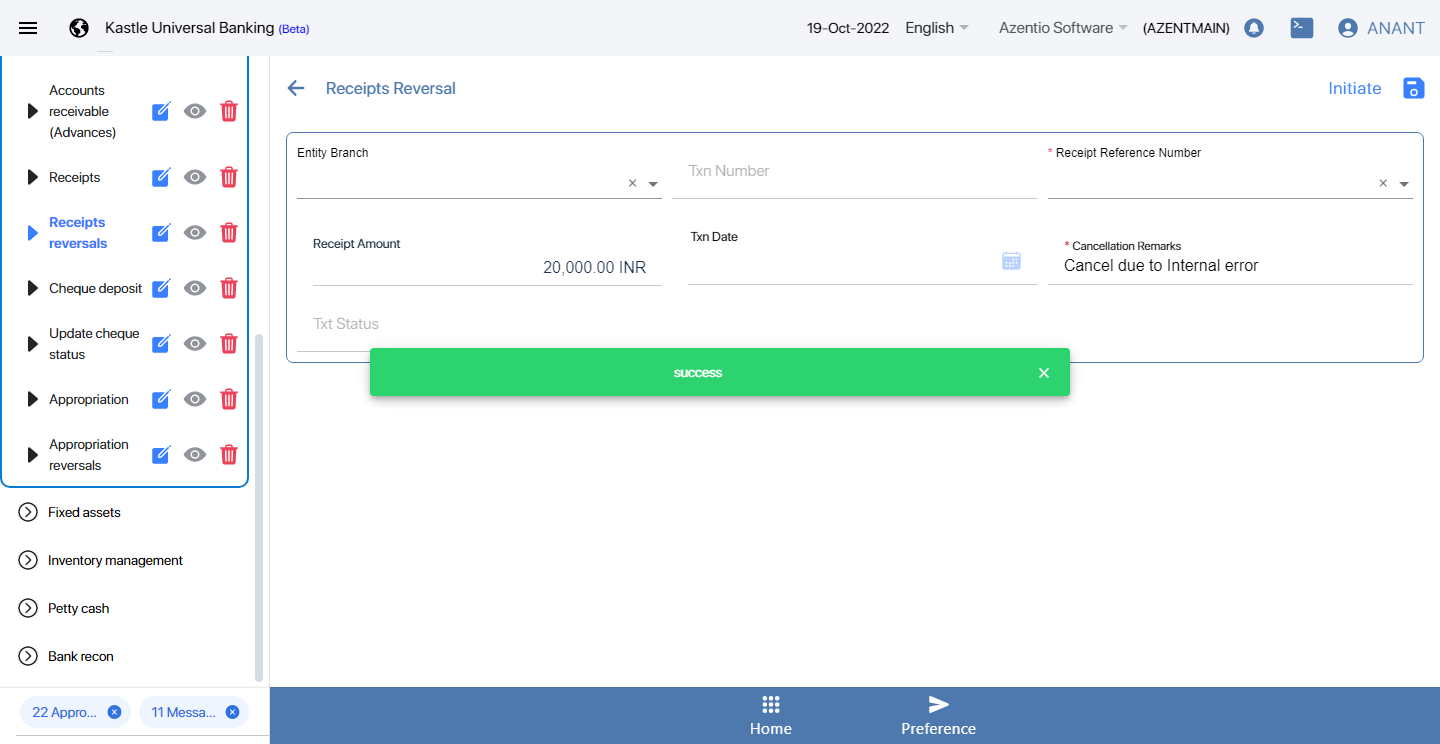 Kastle Universal Banking (Beta)
19-Oct-2022
English
Azentio Software
(AZENTMAIN)
ANANT
Accounts
receivable
(Advances)
Receipts
Receipts
reversals
Cheque deposit
Update cheque
status
Appropriation
Appropriation
reversals
Fixed assets
Inventory management
Petty cash
Bank recon
22 Appro...
11 Messa...
Receipts Reversal
Initiate
Entity Branch
Txn Number
* Receipt Reference Number
Receipt Amount
20,000.00 INR
Txn Date
* Cancellation Remarks
Cancel due to Internal error
Txt Status
success
Home
Preference